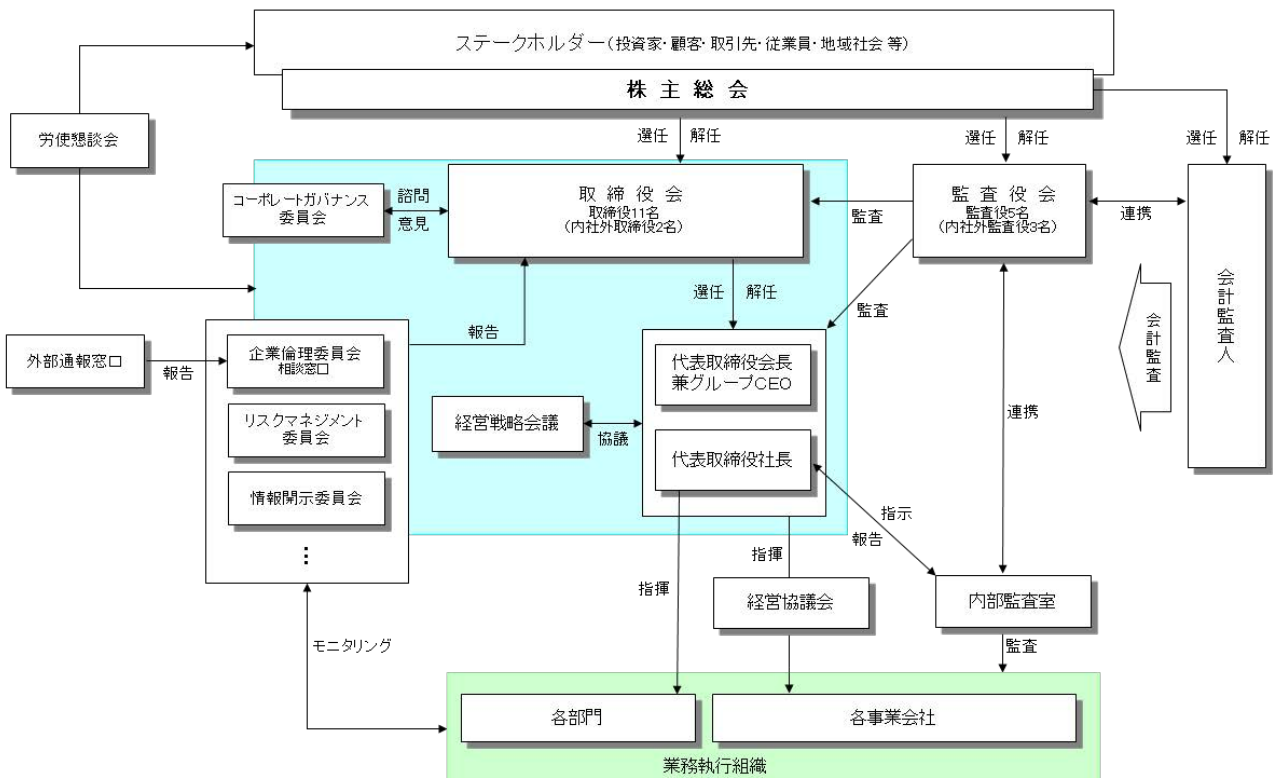 ステークホルダー(投資家・顧客・取引先・従業員・地域社会 等)
株主総会
労使懇談会
選任 解任
選任 解任
選任 解任
コーポレートガバナンス
委員会
諮問
意見
取締役会
取締役11名
(内社外取締役2名)
監査
監査役会
監査役5名
(内社外監査役3名)
連携
会計監査人
選任 解任
監査
会計監査
報告
外部通報窓口
報告
企業倫理委員会
相談窓口
リスクマネジメント
委員会
情報開示委員会
⋮
代表取締役会長
兼グループCEO
経営戦略会議
協議
代表取締役社長
連携
指示
報告
指揮
指揮
経営協議会
内部監査室
モニタリング
監査
各部門
各事業会社
業務執行組織